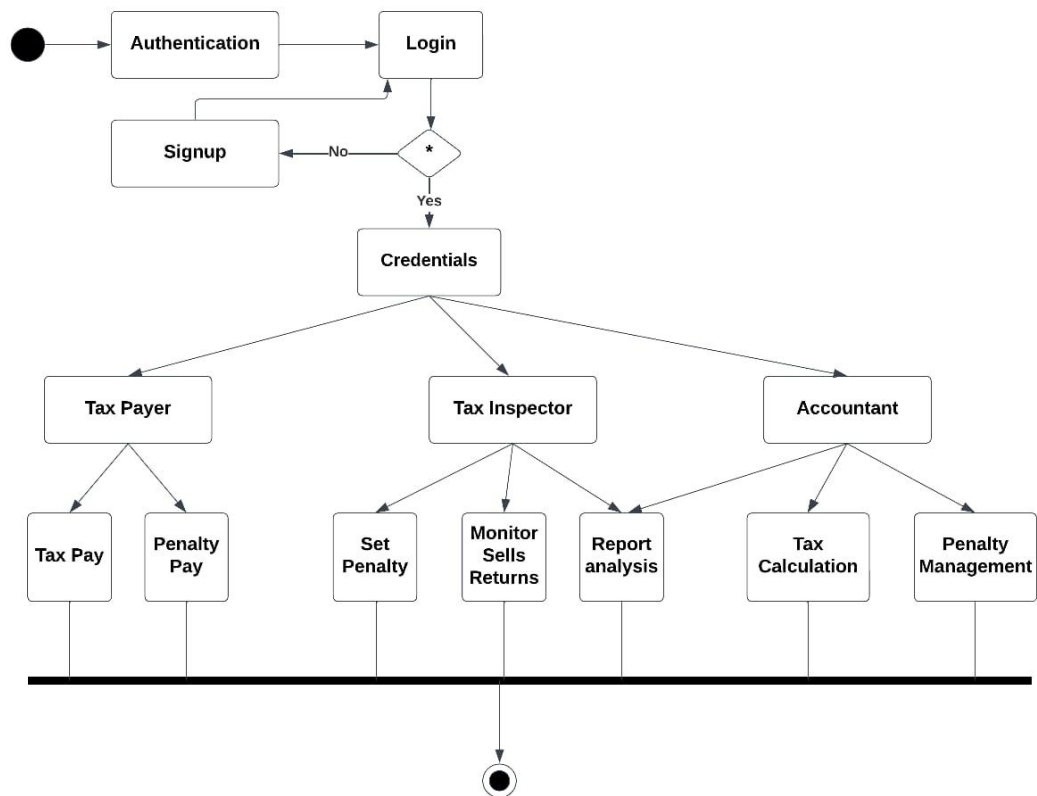 Authentication
Login
Signup
No
*
Yes
Credentials
Tax Payer
Tax Inspector
Accountant
Tax Pay
Penalty
Pay
Set
Penalty
Monitor
Sells
Returns
Report
analysis
Tax
Calculation
Penalty
Management